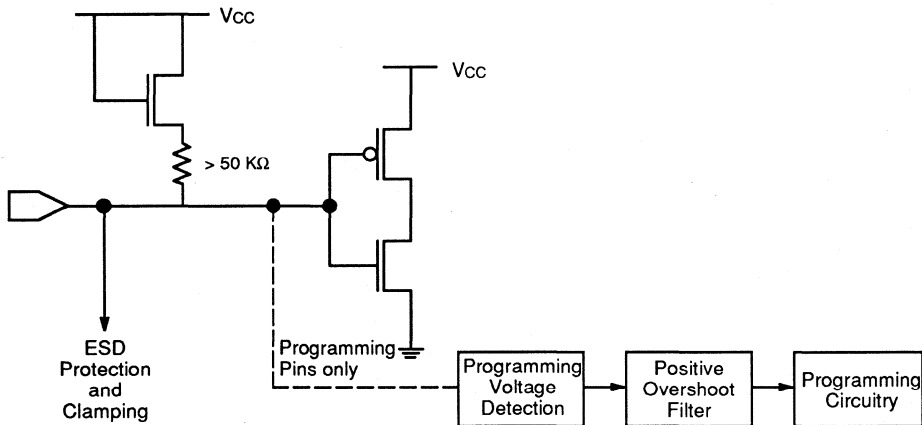 VCC
VCC
> 50 KΩ
ESD
Protection
and
Clamping
Programming
Pins only
Programming
Voltage
Detection
Positive
Overshoot
Filter
Programming
Circuitry